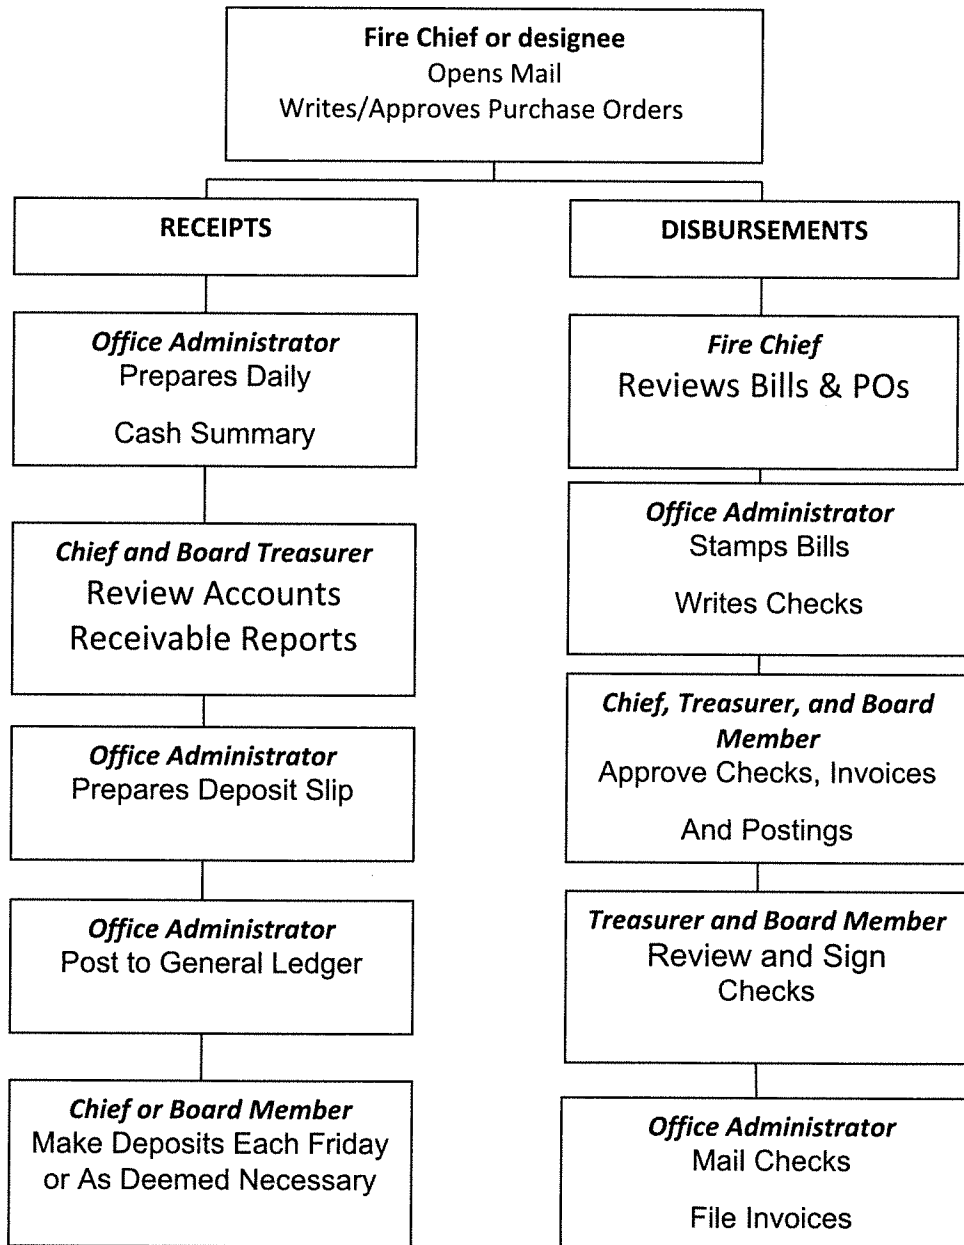 Fire Chief or designee
Opens Mail
Writes/Approves Purchase Orders
RECEIPTS
Office Administrator
Prepares Daily
Cash Summary
Chief and Board Treasurer
Review Accounts
Receivable Reports
Office Administrator
Prepares Deposit Slip
Office Administrator
Post to General Ledger
Chief or Board Member
Make Deposits Each Friday
or As Deemed Necessary
DISBURSEMENTS
Fire Chief
Reviews Bills & POs
Office Administrator
Stamps Bills
Writes Checks
Chief, Treasurer, and Board
Member
Approve Checks, Invoices
And Postings
Treasurer and Board Member
Review and Sign
Checks
Office Administrator
Mail Checks
File Invoices